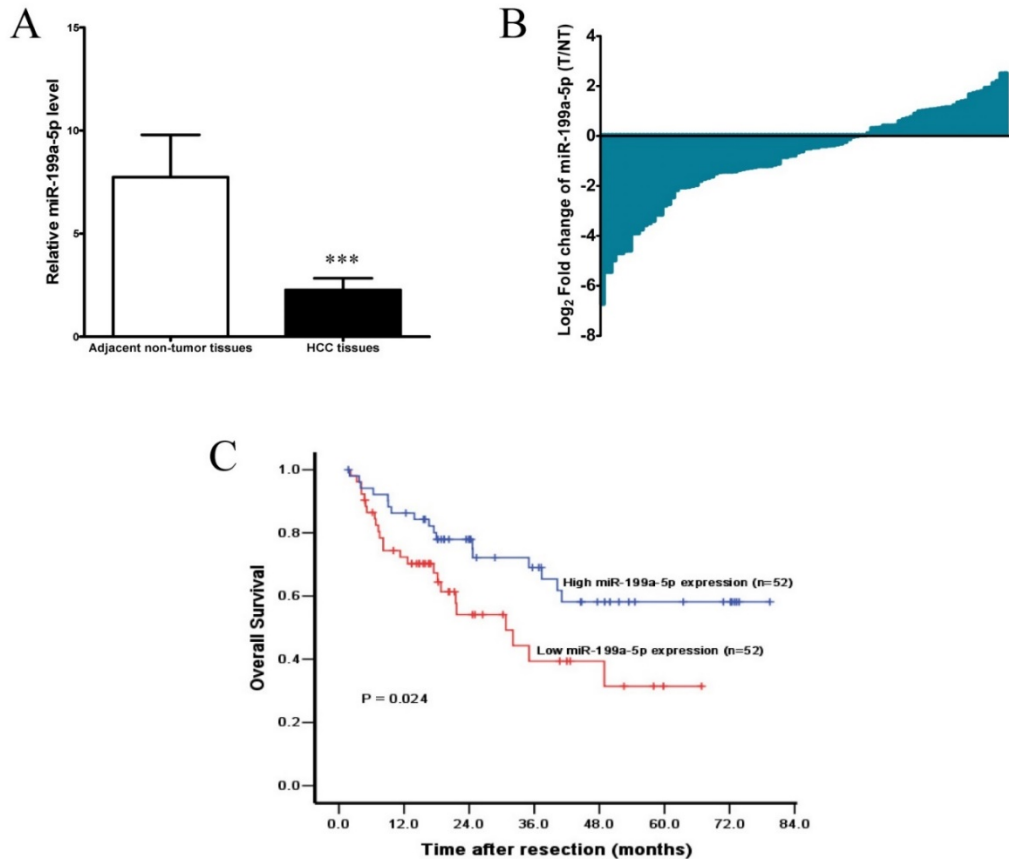 A
Relative miR-199a-5p level
15
10
5
0
***
Adjacent non-tumor tissues
HCC tissues
B
Log2 Fold change of miR-199a-5p (T/NT)
4
2
0
-2
-4
-6
-8
C
Overall Survival
1.0
0.8
0.6
0.4
0.2
0.0
High miR-199a-5p expression (n=52)
Low miR-199a-5p expression (n=52)
P = 0.024
0.0 12.0 24.0 36.0 48.0 60.0 72.0 84.0
Time after resection (months)